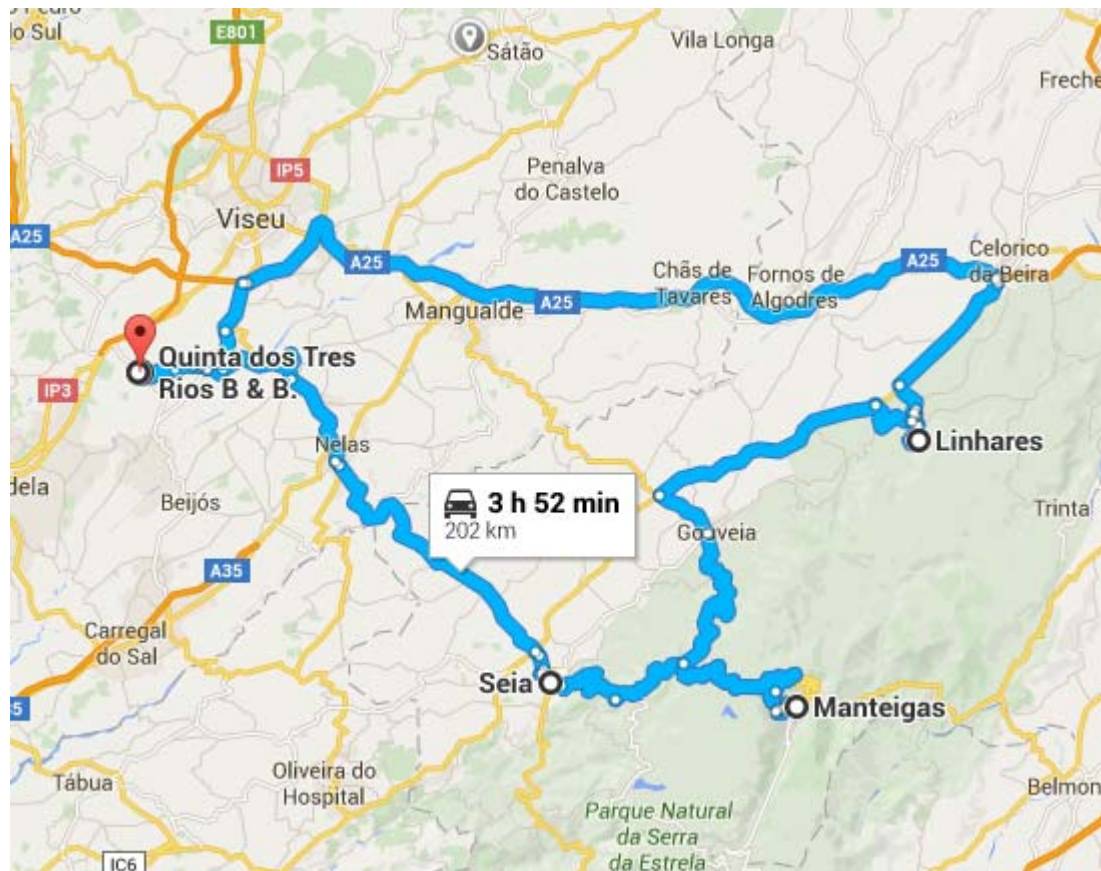 do Sul
E801
Sátão
Vila Longa
Freche
IP5
Penalva
do Castelo
Viseu
A25
A25
A25
Celorico
da Beira
Chãs de
Tavares
Fornos de
Algodres
A25
Mangualde
Quinta dos Tres
Rios B & B.
IP3
Linhares
Nelas
dela
Beijós
3 h 52 min
202 km
Trinta
Gouveia
A35
Carregal
do Sal
Seia
Manteigas
5
Tábua
Oliveira do
Hospital
Belmon
Parque Natural
da Serra
da Estrela
IC6